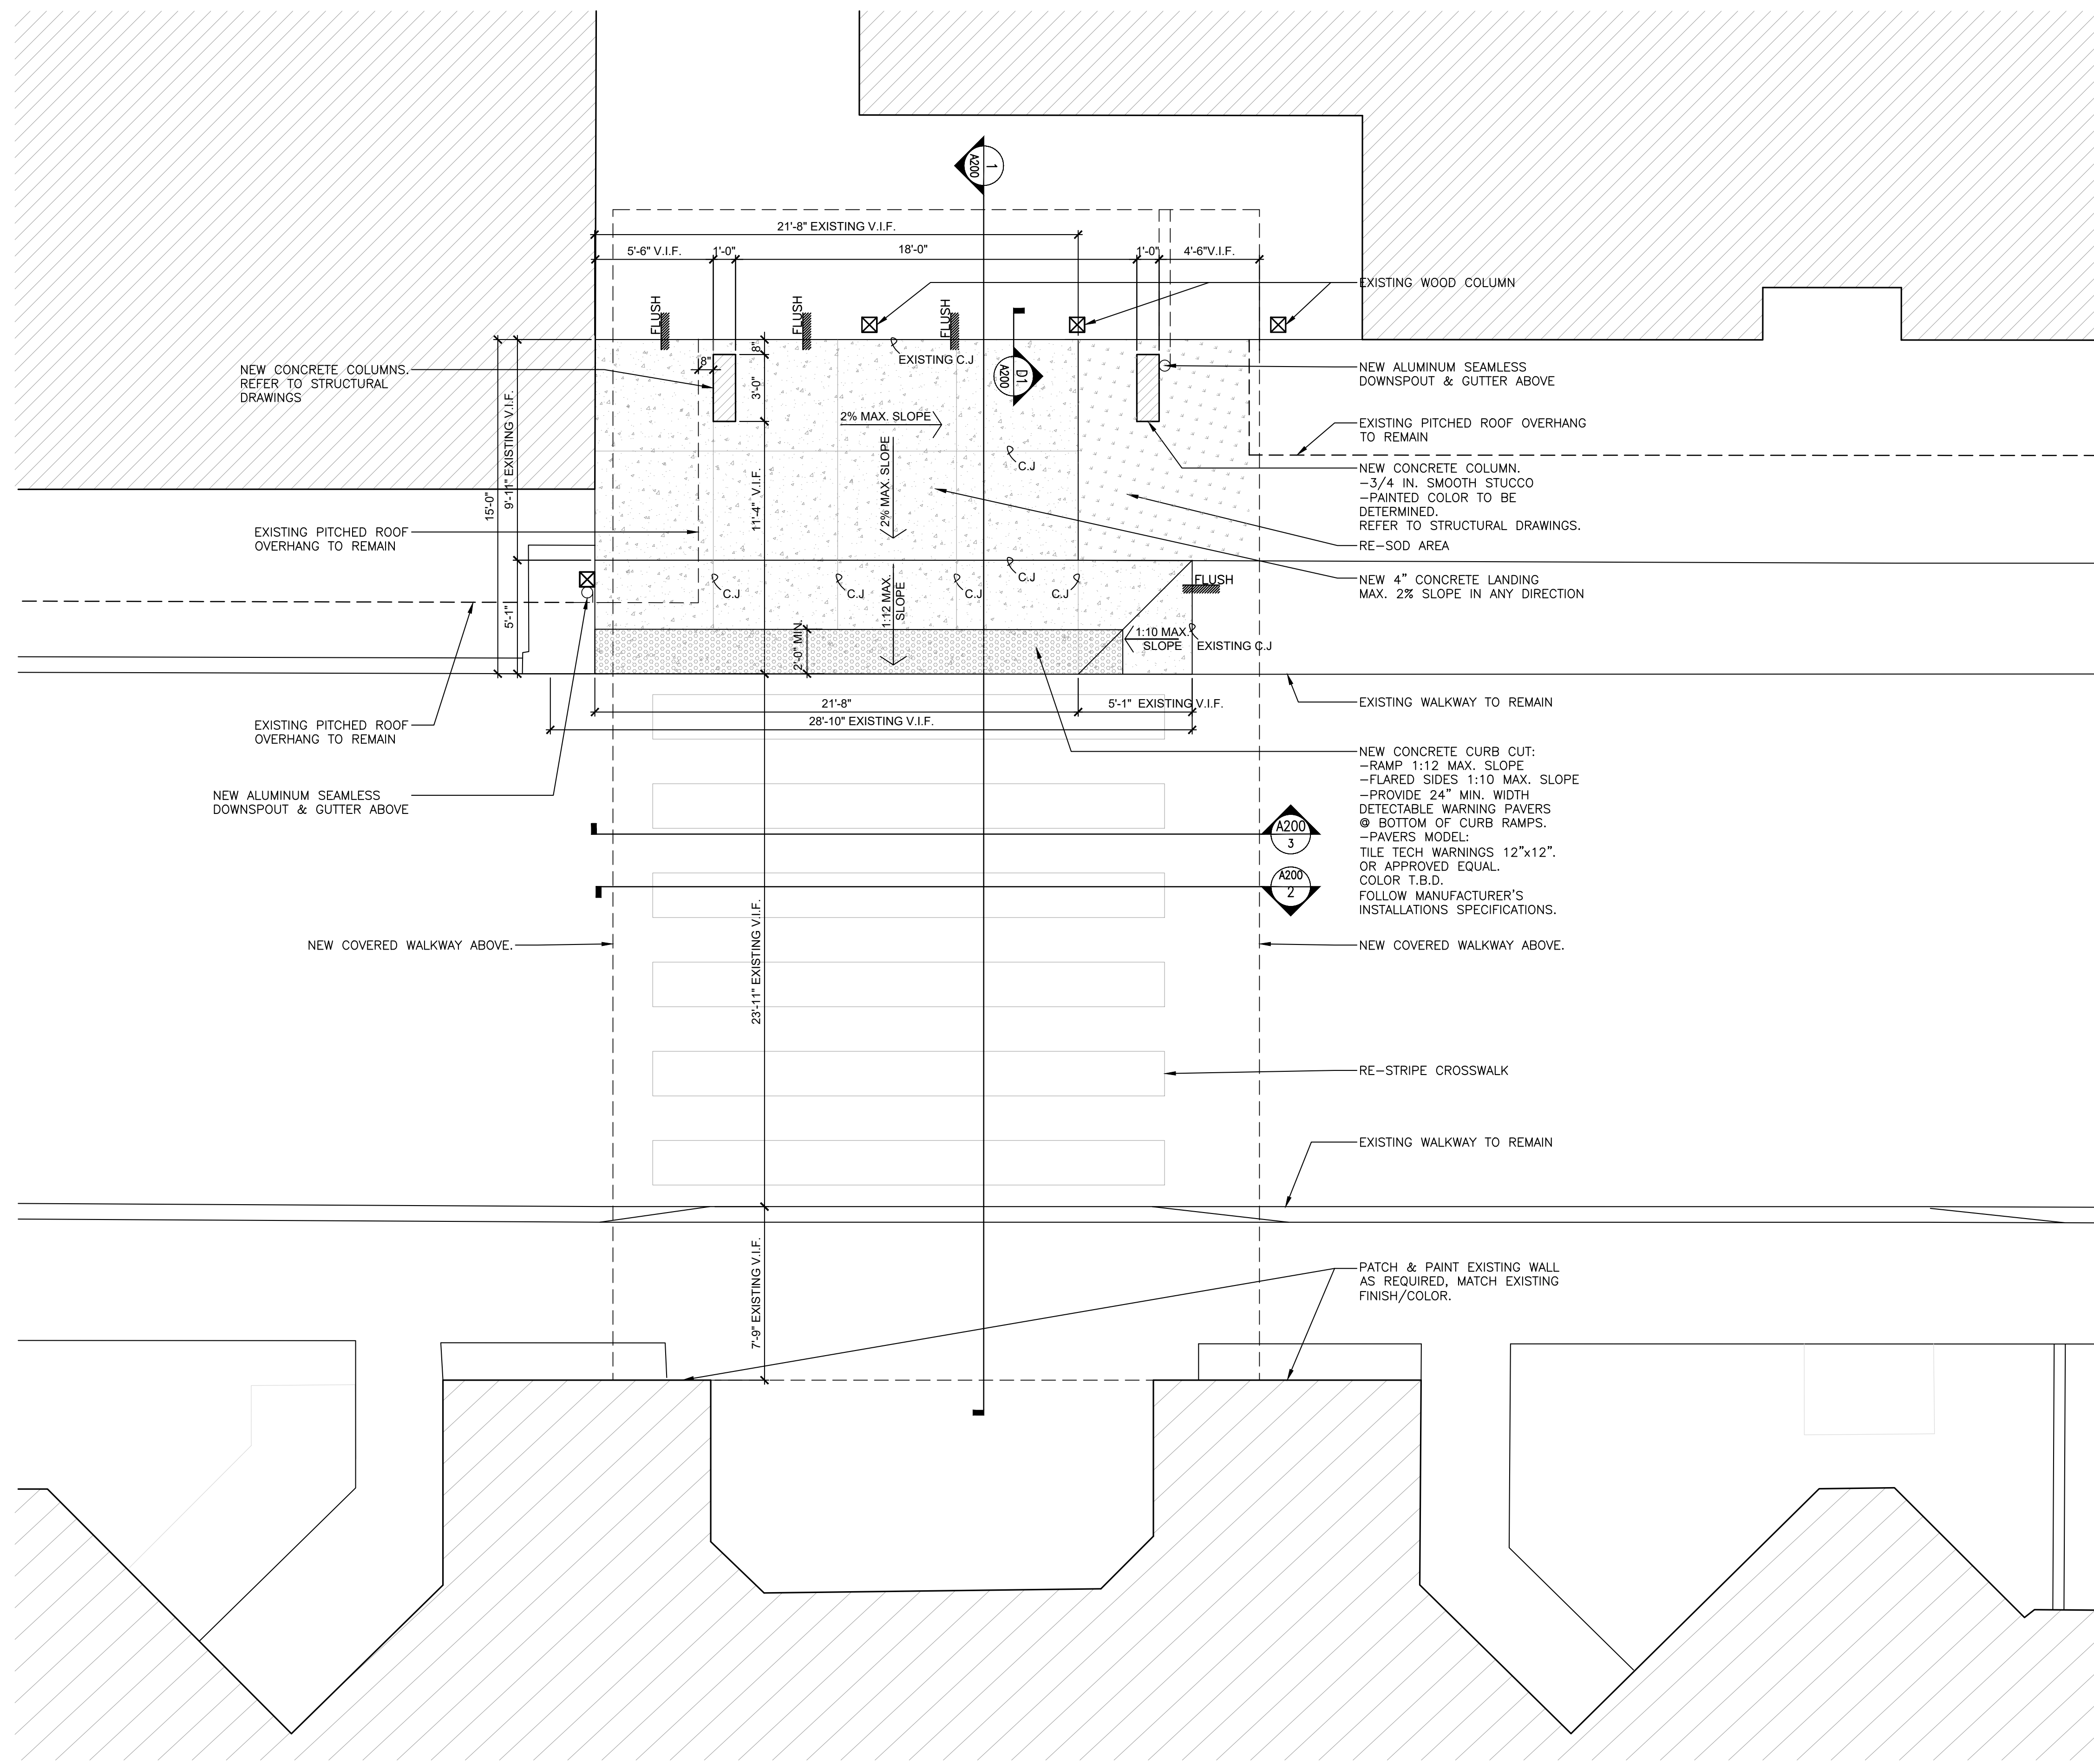 1
A200
21'-8" EXISTING V.I.F.
5'-6" V.I.F.
1'-0"
18'-0"
1'-0"
4'-6"V.I.F.
EXISTING WOOD COLUMN
FLUSH
FLUSH
FLUSH
8"
EXISTING C.J
8"
D1
A200
3'-0"
NEW CONCRETE COLUMNS.
REFER TO STRUCTURAL
DRAWINGS
NEW ALUMINUM SEAMLESS
DOWNSPOUT & GUTTER ABOVE
2% MAX. SLOPE
EXISTING PITCHED ROOF OVERHANG
TO REMAIN
15'-0"
9'-11" EXISTING V.I.F.
11'-4" V.I.F.
2% MAX. SLOPE
C.J
NEW CONCRETE COLUMN.
-3/4 IN. SMOOTH STUCCO
-PAINTED COLOR TO BE
DETERMINED.
REFER TO STRUCTURAL DRAWINGS.
EXISTING PITCHED ROOF
OVERHANG TO REMAIN
RE-SOD AREA
NEW 4" CONCRETE LANDING
MAX. 2% SLOPE IN ANY DIRECTION
FLUSH
C.J
C.J
C.J
C.J
C.J
1:12 MAX.
SLOPE
5'-1"
2'-0" MIN.
1:10 MAX.
SLOPE
EXISTING C.J
21'-8"
5'-1" EXISTING V.I.F.
28'-10" EXISTING V.I.F.
EXISTING WALKWAY TO REMAIN
EXISTING PITCHED ROOF
OVERHANG TO REMAIN
NEW CONCRETE CURB CUT:
-RAMP 1:12 MAX. SLOPE
-FLARED SIDES 1:10 MAX. SLOPE
-PROVIDE 24" MIN. WIDTH
DETECTABLE WARNING PAVERS
@ BOTTOM OF CURB RAMPS.
-PAVERS MODEL:
TILE TECH WARNINGS 12"x12".
OR APPROVED EQUAL.
COLOR T.B.D.
FOLLOW MANUFACTURER'S
INSTALLATIONS SPECIFICATIONS.
NEW ALUMINUM SEAMLESS
DOWNSPOUT & GUTTER ABOVE
A200
3
A200
2
23'-11" EXISTING V.I.F.
NEW COVERED WALKWAY ABOVE.
NEW COVERED WALKWAY ABOVE.
RE-STRIPE CROSSWALK
EXISTING WALKWAY TO REMAIN
7'-9" EXISTING V.I.F.
PATCH & PAINT EXISTING WALL
AS REQUIRED, MATCH EXISTING
FINISH/COLOR.